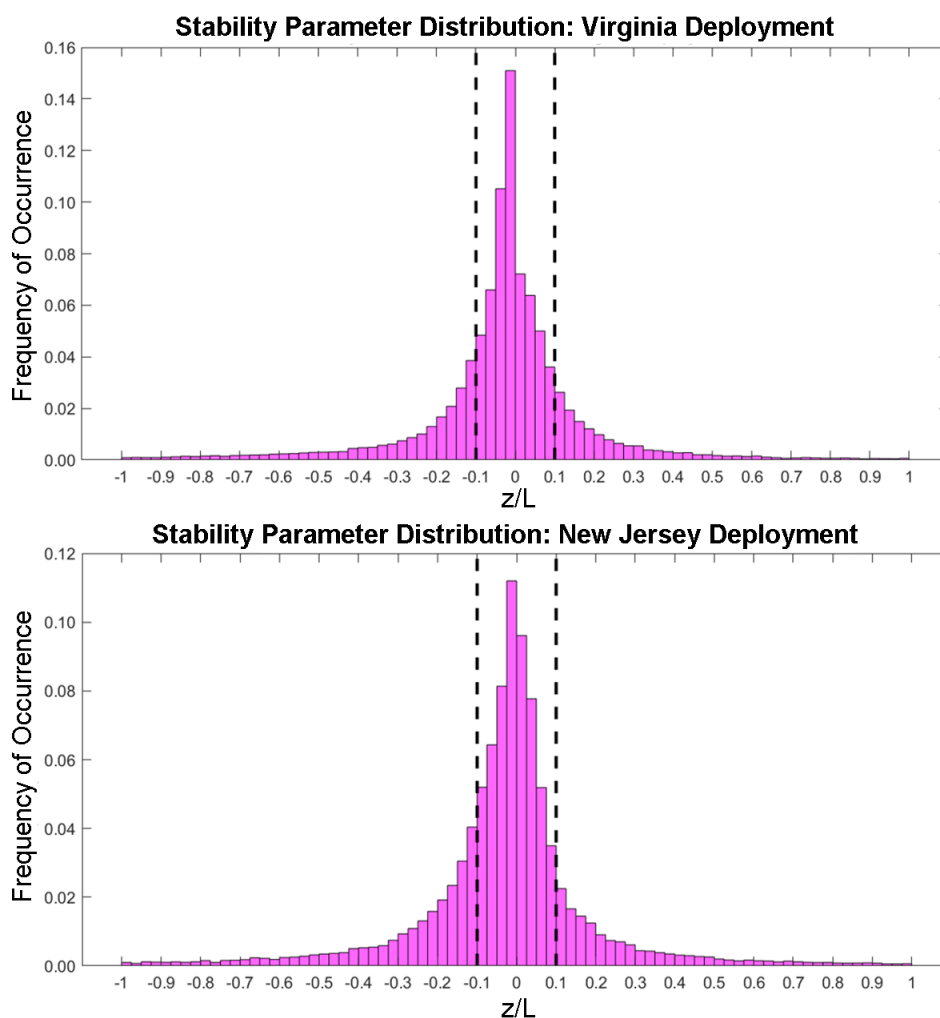 Stability Parameter Distribution: Virginia Deployment
0.16
0.14
0.12
0.10
0.08
0.06
0.04
0.02
0.00
Frequency of Occurrence
-1 -0.9 -0.8 -0.7 -0.6 -0.5 -0.4 -0.3 -0.2 -0.1 0 0.1 0.2 0.3 0.4 0.5 0.6 0.7 0.8 0.9 1
z/L
Stability Parameter Distribution: New Jersey Deployment
0.12
0.10
0.08
0.06
0.04
0.02
0.00
Frequency of Occurrence
-1 -0.9 -0.8 -0.7 -0.6 -0.5 -0.4 -0.3 -0.2 -0.1 0 0.1 0.2 0.3 0.4 0.5 0.6 0.7 0.8 0.9 1
z/L